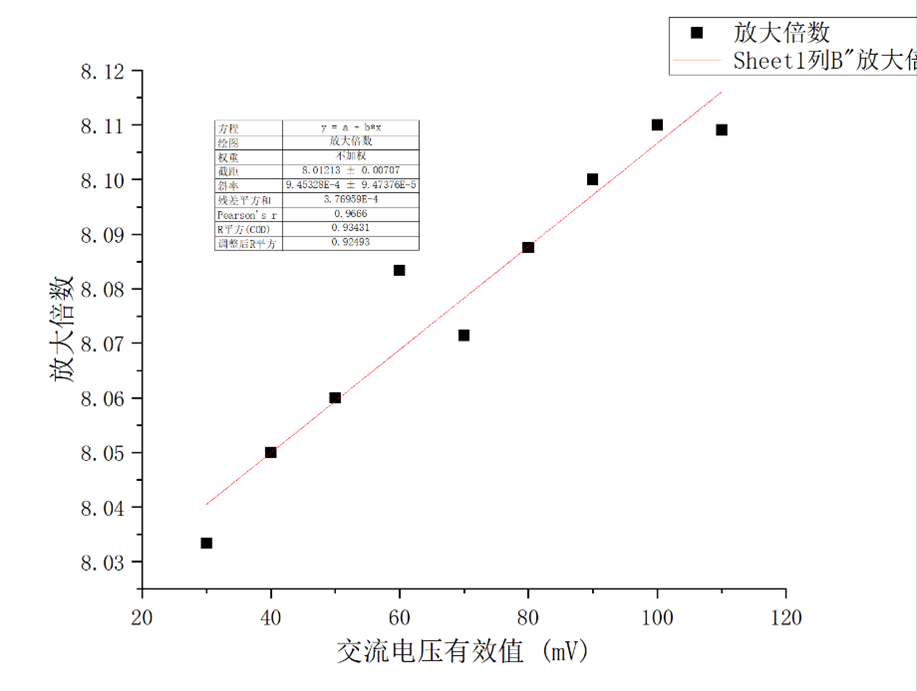 放大倍数
Sheet1列B"放大倍
8.12
8.11
8.10
8.09
8.08
8.07
8.06
8.05
8.04
8.03
放大倍数
方程 y = a + b*x
绘图 放大倍数
权重 不加权
截距 8.01213 ± 0.00707
斜率 9.45328E-4 ± 9.47376E-5
残差平方和 3.76959E-4
Pearson's r 0.9666
R平方(COD) 0.93431
调整后R平方 0.92493
20 40 60 80 100 120
交流电压有效值 (mV)